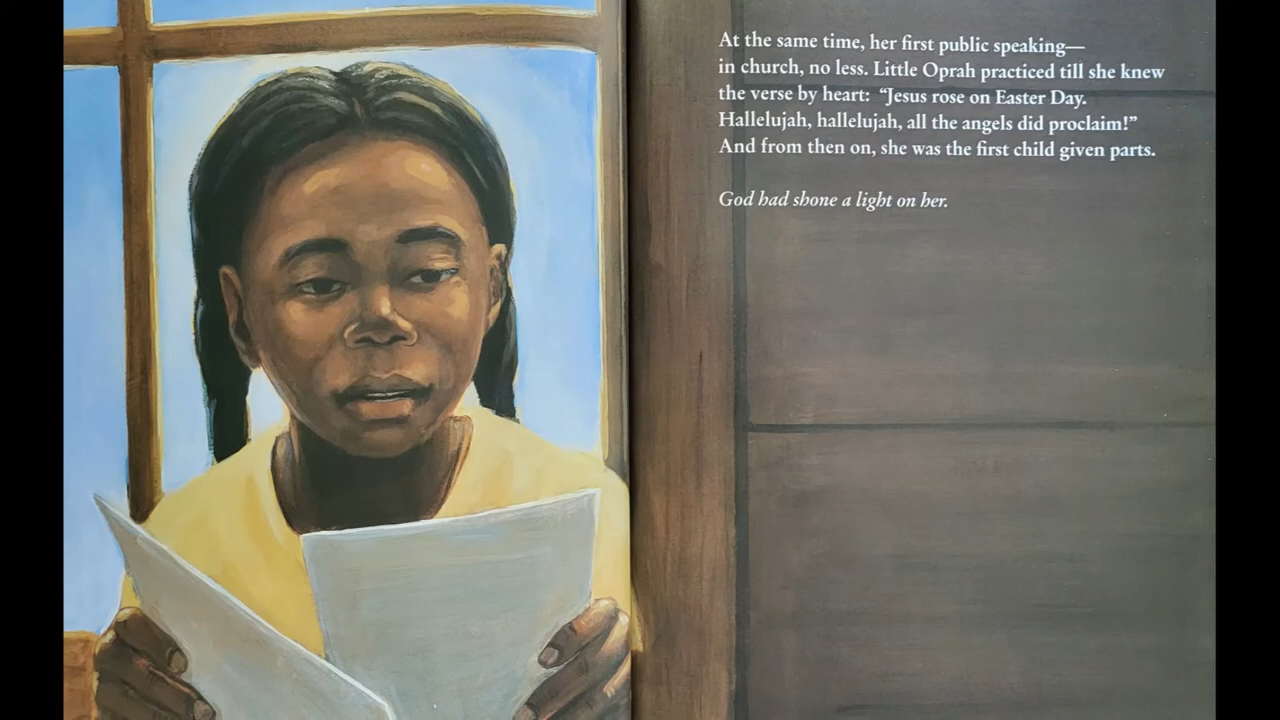 At the same time, her first public speaking—
in church, no less. Little Oprah practiced till she knew
the verse by heart:  “Jesus rose on Easter Day.
Hallelujah, hallelujah, all the angels did proclaim!”
And from then on, she was the first child given parts.
God had shone a light on her.